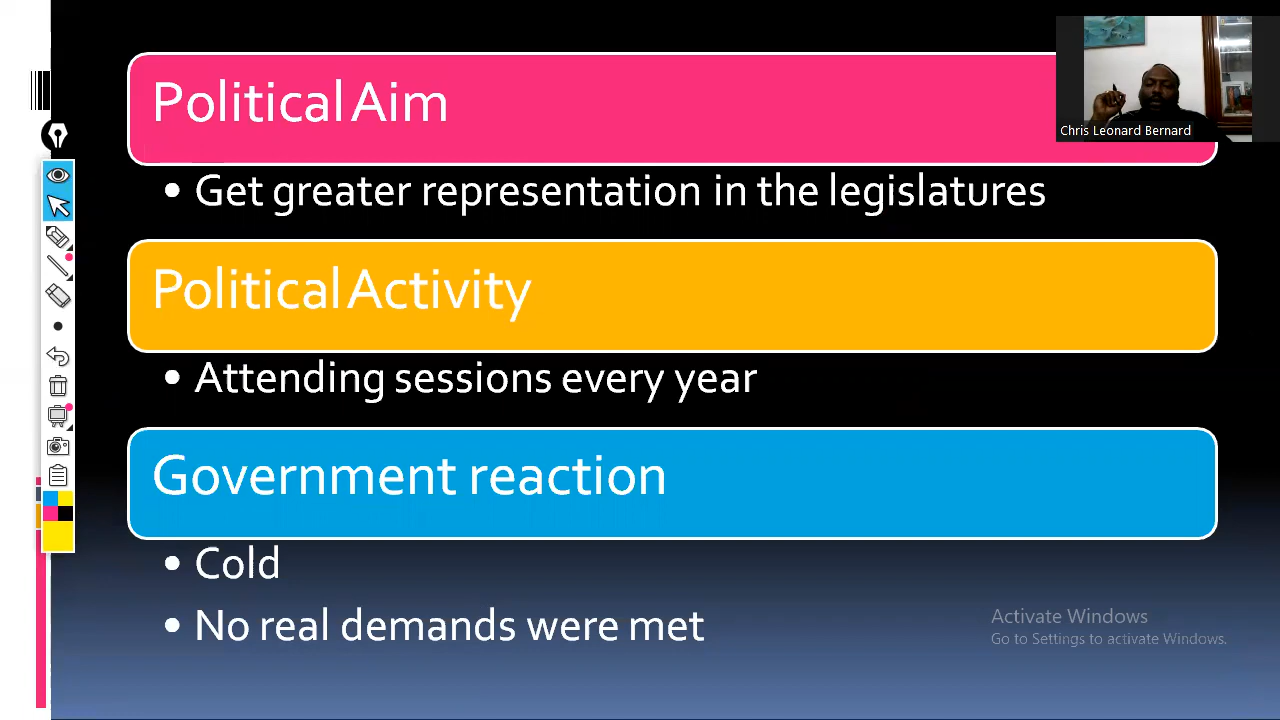 Political Aim
Chris Leonard Bernard
• Get greater representation in the legislatures
Political Activity
• Attending sessions every year
Government reaction
• Cold
• No real demands were met
Activate Windows
Go to Settings to activate Windows.